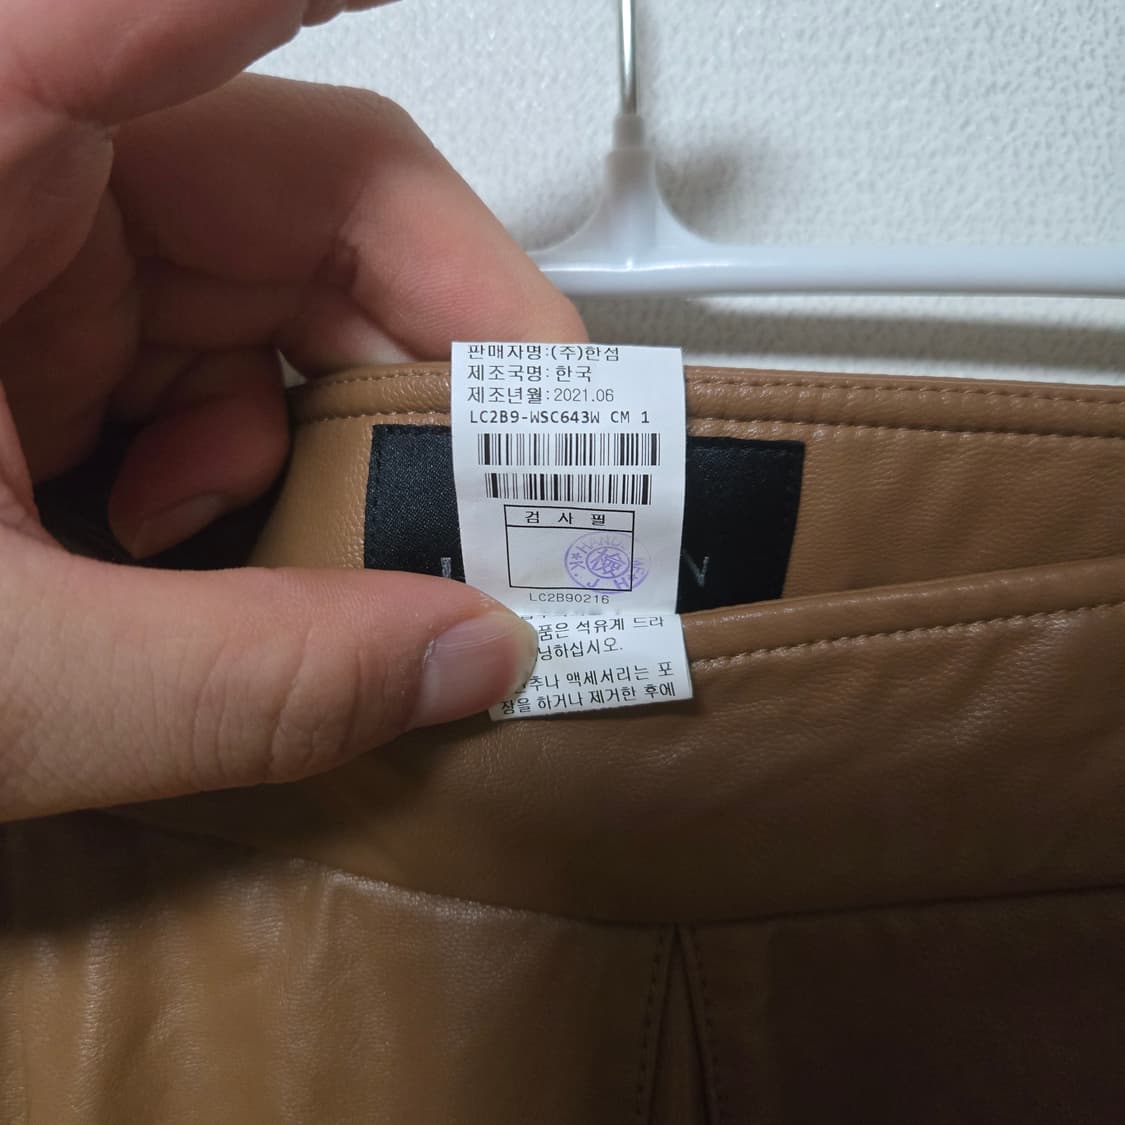 판매자명:(주)한섬
제조국명: 한국
제조년월: 2021.06
LC2B9-WSC643W CM 1
검 사 필
檢
K.J.H
LC2B90216
품은 석유계 드라
닝하십시오.
추나 액세서리는 포
장을 하거나 제거한 후에